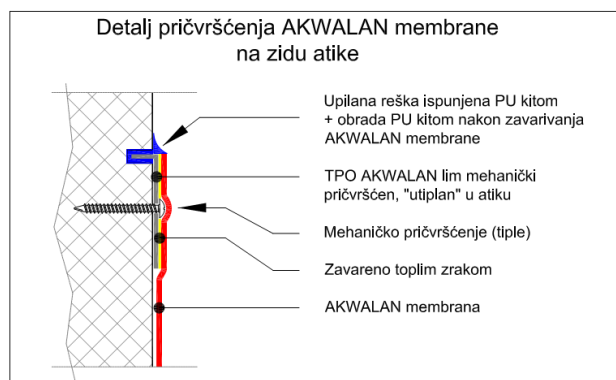 Detalj pričvršćenja AKWALAN membrane
na zidu atike
Upilana reška ispunjena PU kitom
+ obrada PU kitom nakon zavarivanja
AKWALAN membrane
TPO AKWALAN lim mehanički
pričvršćen, "utiplan" u atiku
Mehaničko pričvršćenje (tiple)
Zavareno toplim zrakom
AKWALAN membrana